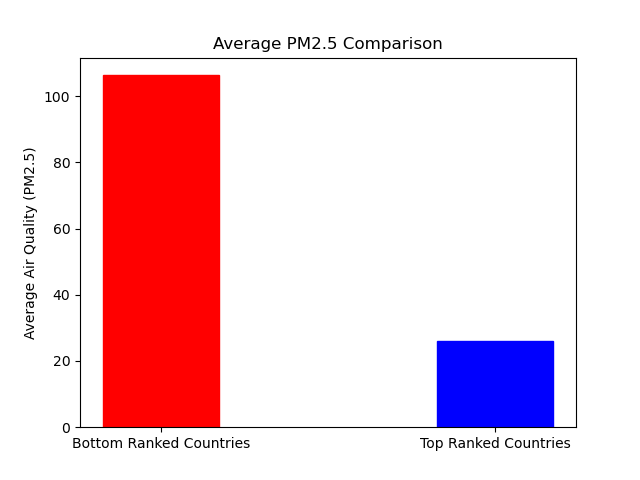 Average PM2.5 Comparison
Average Air Quality (PM2.5)
100
80
60
40
20
0
Bottom Ranked Countries
Top Ranked Countries